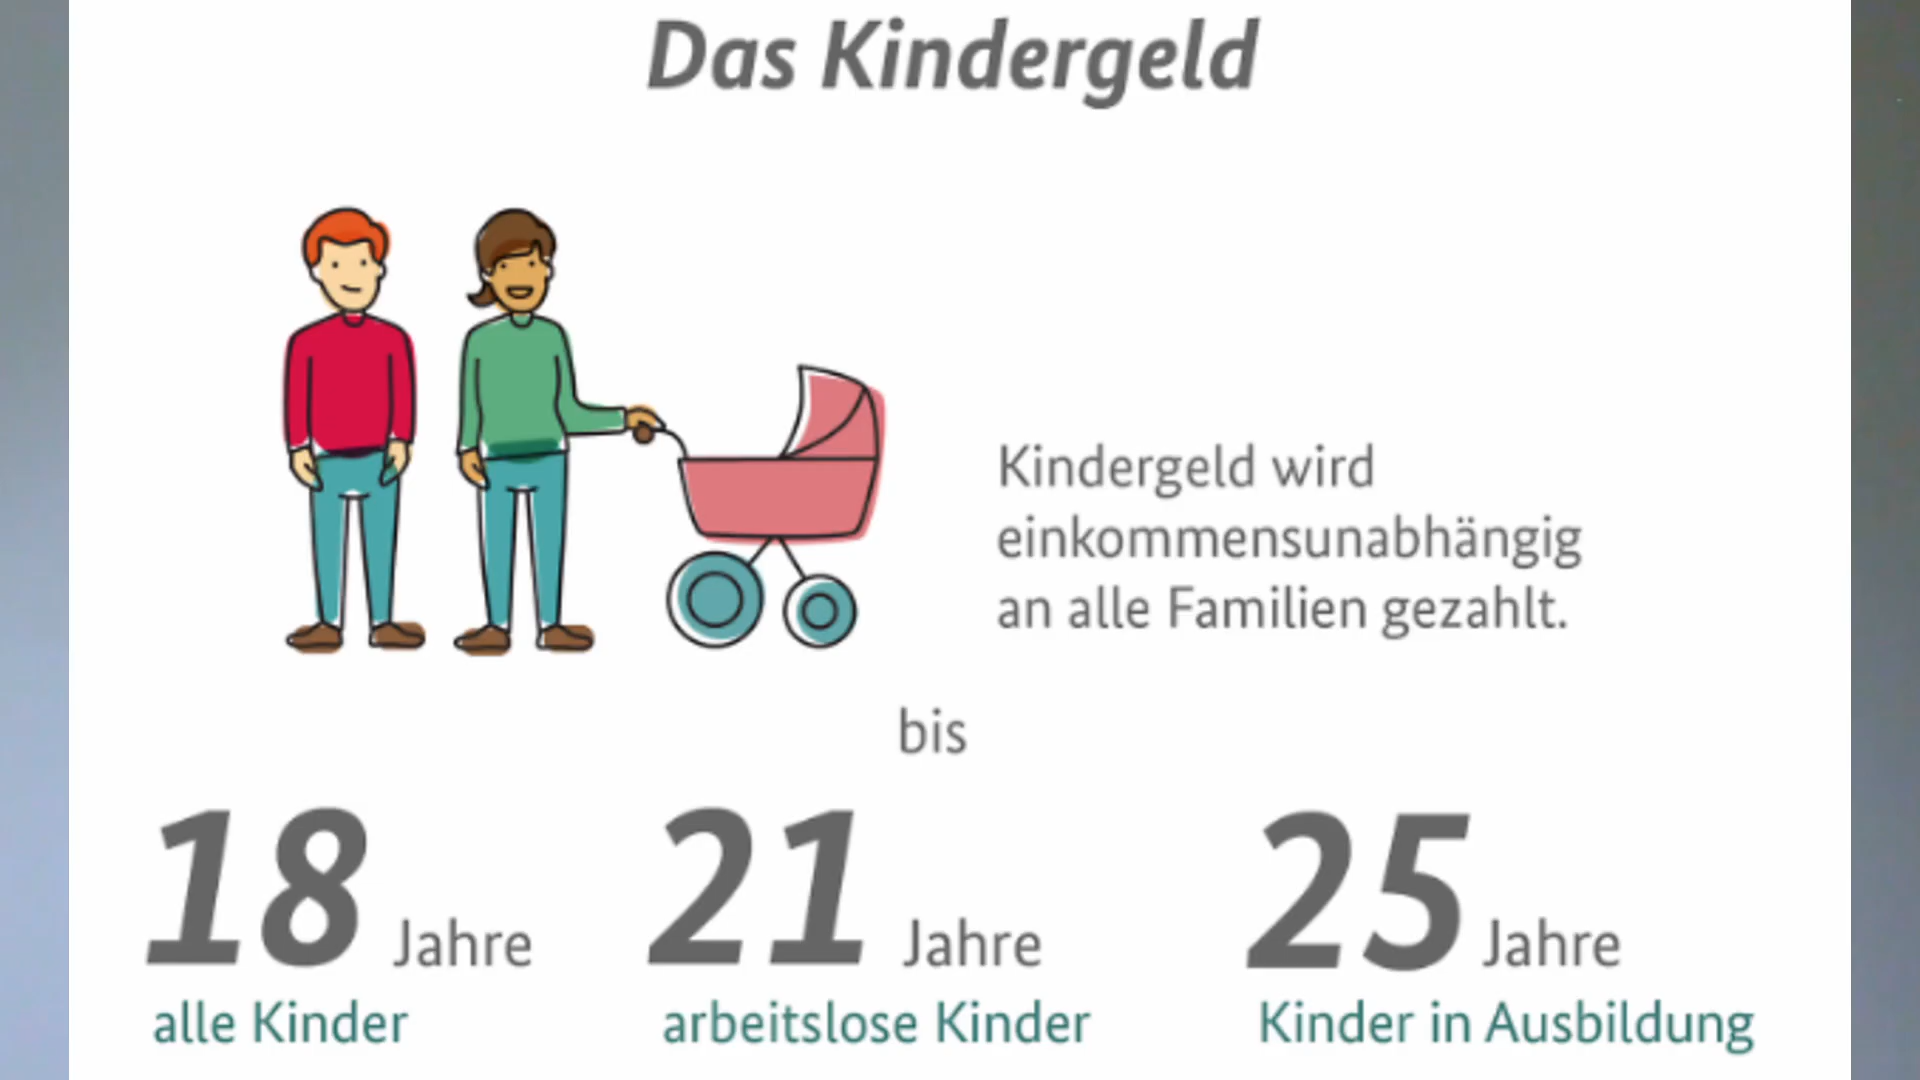 Das Kindergeld
Kindergeld wird
einkommensunabhängig
an alle Familien gezahlt.
bis
18 Jahre
alle Kinder
21 Jahre
arbeitslose Kinder
25 Jahre
Kinder in Ausbildung